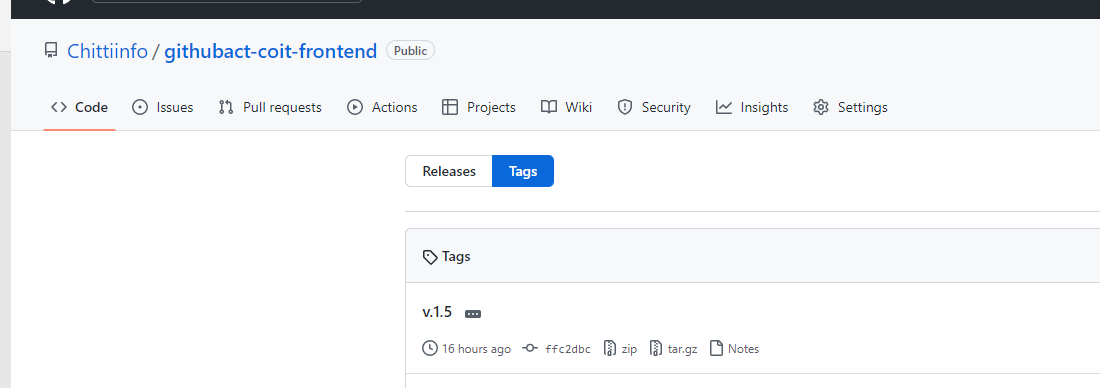 Chittiinfo / githubact-coit-frontend Public
Code Issues Pull requests Actions Projects Wiki Security Insights Settings
Releases Tags
Tags
v.1.5
16 hours ago ffc2dbc zip tar.gz Notes